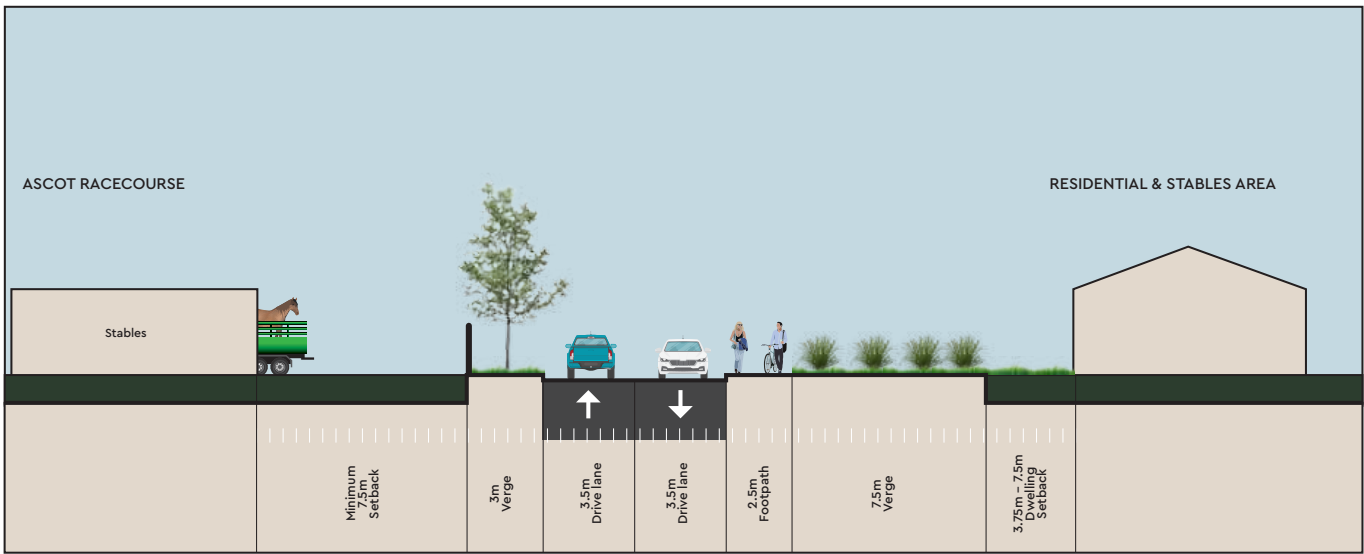 ASCOT RACECOURSE
RESIDENTIAL & STABLES AREA
Stables
Minimum
7.5m
Setback
3m
Verge
3.5m
Drive lane
3.5m
Drive lane
2.5m
Footpath
7.5m
Verge
3.75m - 7.5m
Dwelling
Setback